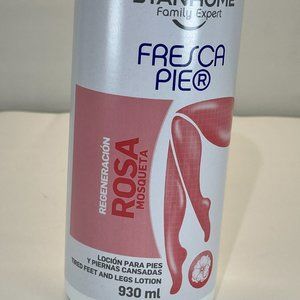 STANHOME
Family Expert
FRESCA
PIE®
REGENERACIÓN
ROSA
MOSQUETA
LOCIÓN PARA PIES
Y PIERNAS CANSADAS
TIRED FEET AND LEGS LOTION
930 ml